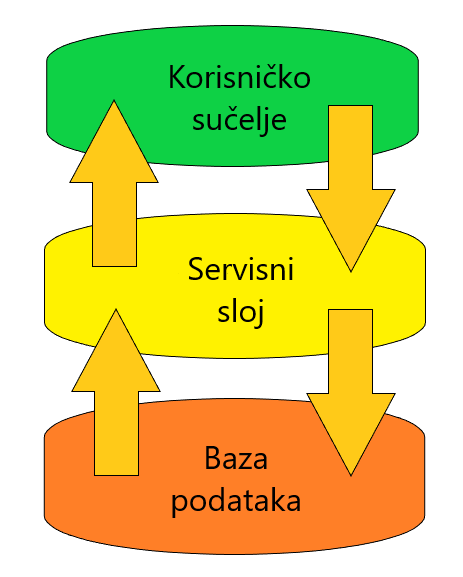 Korisničko
sučelje
Servisni
sloj
Baza
podataka